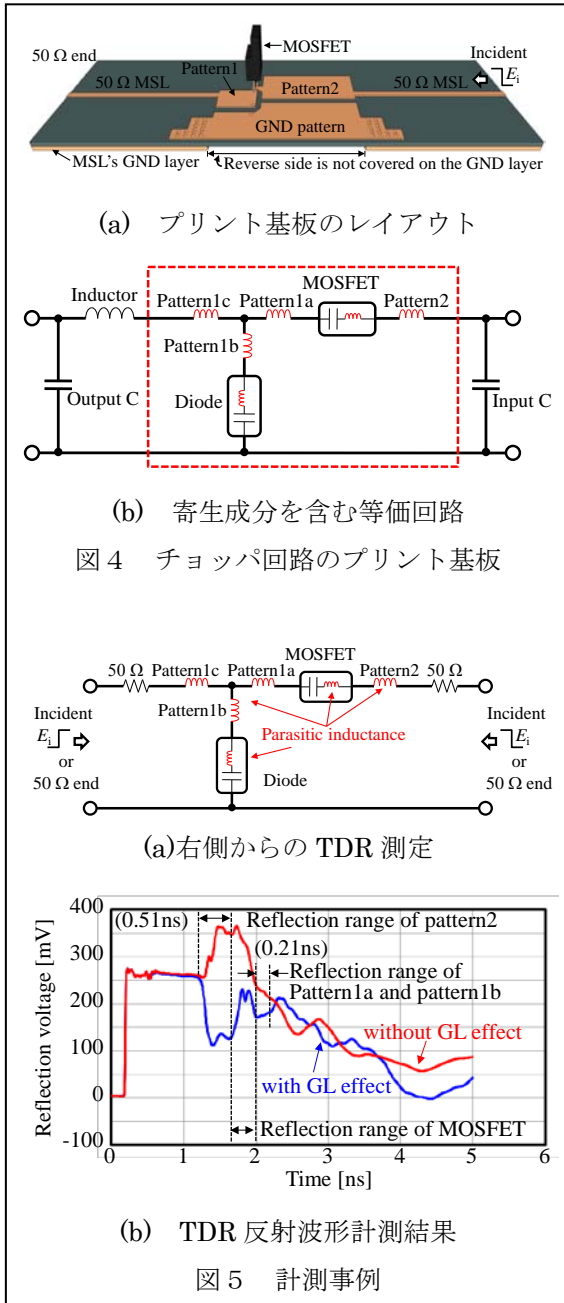 50 Ω end
MOSFET
Incident
Pattern1
E_i
50 Ω MSL
Pattern2
50 Ω MSL
GND pattern
MSL's GND layer
Reverse side is not covered on the GND layer
(a) プリント基板のレイアウト
MOSFET
Inductor
Pattern1c
Pattern1a
Pattern2
Pattern1b
Output C
Diode
Input C
(b) 寄生成分を含む等価回路
図4 チョッパ回路のプリント基板
MOSFET
50 Ω
Pattern1c
Pattern1a
Pattern2
50 Ω
Incident
Pattern1b
Incident
E_i
Parasitic inductance
E_i
or
or
50 Ω end
Diode
50 Ω end
(a)右側からの TDR 測定
400
(0.51ns)
Reflection range of pattern2
300
(0.21ns)
Reflection range of
Pattern1a and pattern1b
200
without GL effect
100
with GL effect
0
Reflection range of MOSFET
-100
Reflection voltage [mV]
0 1 2 3 4 5 6
Time [ns]
(b) TDR 反射波形計測結果
図5 計測事例